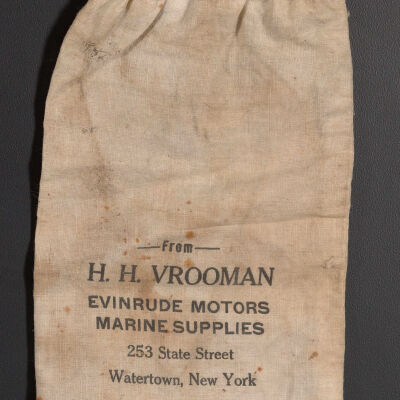 From
H. H. VROOMAN
EVINRUDE MOTORS
MARINE SUPPLIES
253 State Street
Watertown, New York